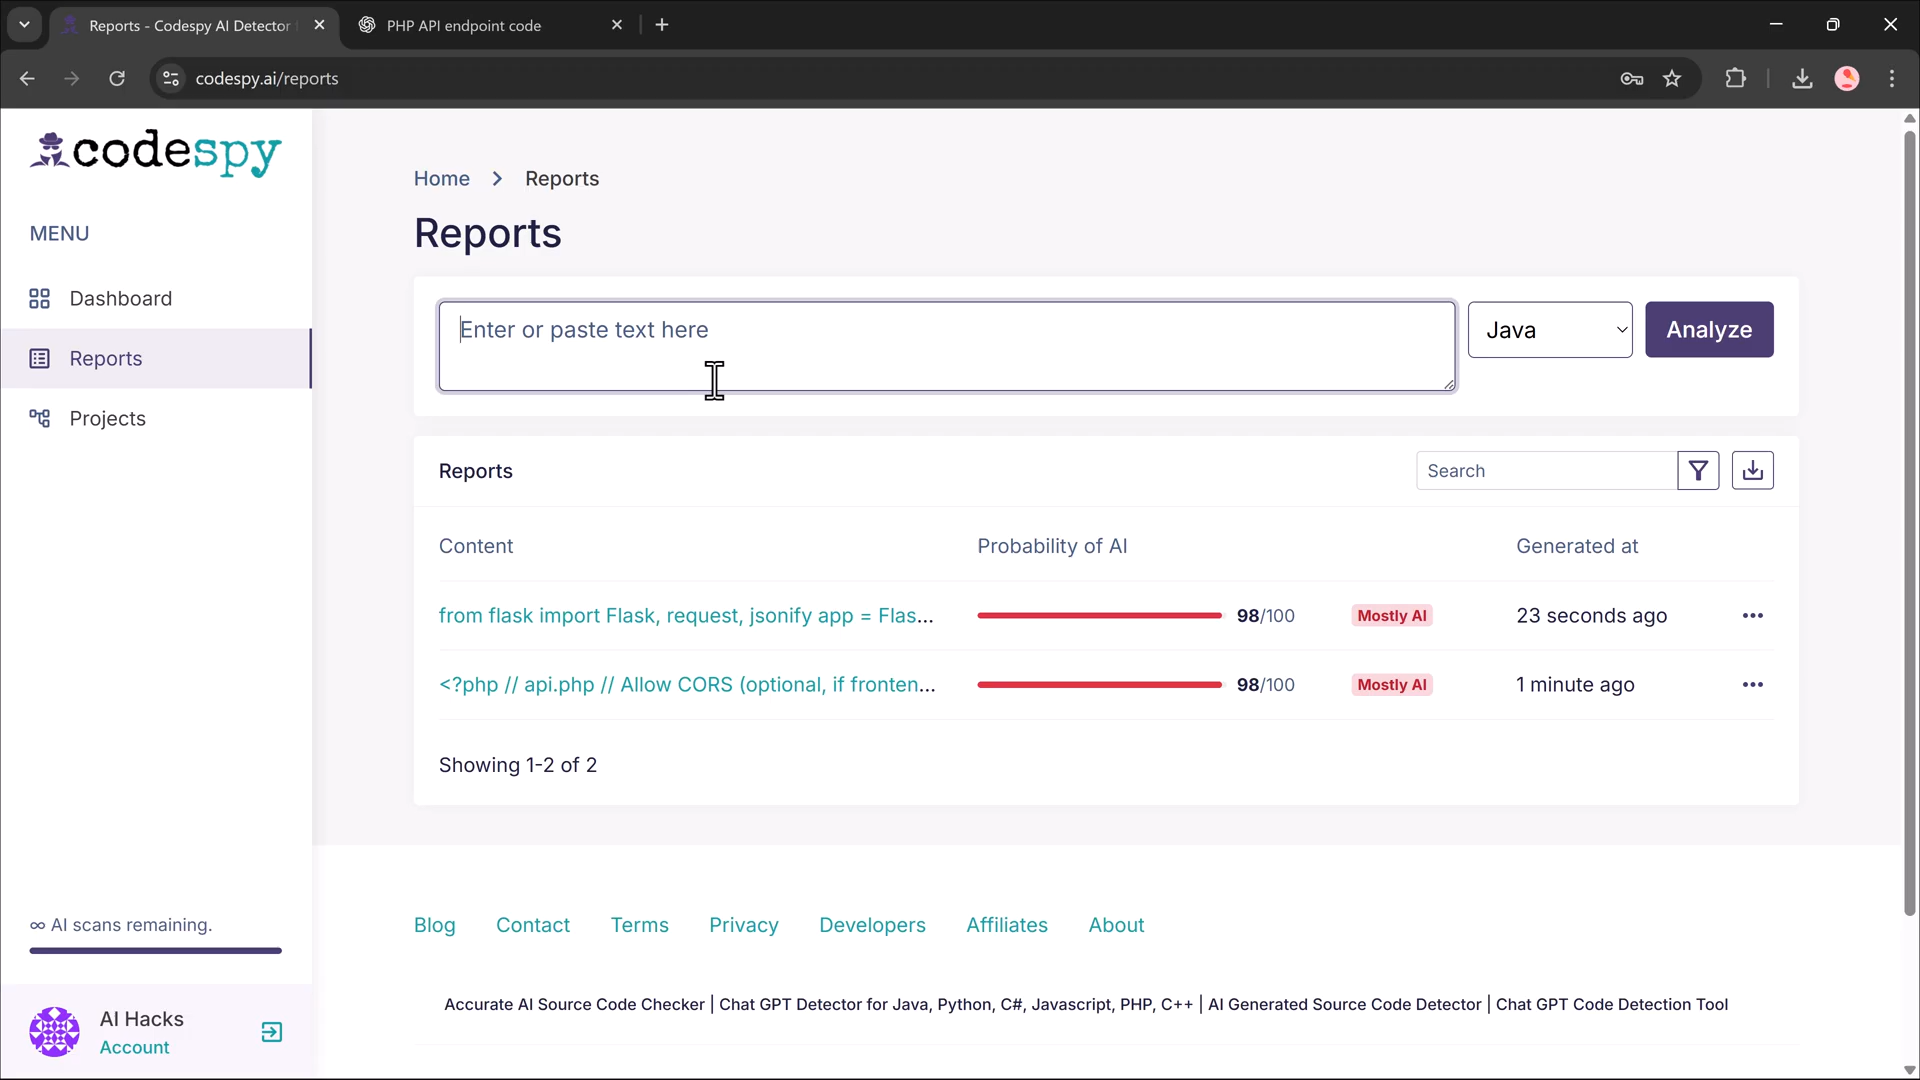 Reports - Codespy AI Detector
PHP API endpoint code
codespy.ai/reports
codespy
MENU
Dashboard
Reports
Projects
Home > Reports
Reports
Enter or paste text here
Java
Analyze
Reports
Search
Content Probability of AI Generated at
from flask import Flask, request, jsonify app = Flas... 98/100 Mostly AI 23 seconds ago
<?php // api.php // Allow CORS (optional, if fronten... 98/100 Mostly AI 1 minute ago
Showing 1-2 of 2
∞ AI scans remaining.
AI Hacks
Account
Blog Contact Terms Privacy Developers Affiliates About
Accurate AI Source Code Checker | Chat GPT Detector for Java, Python, C#, Javascript, PHP, C++ | AI Generated Source Code Detector | Chat GPT Code Detection Tool